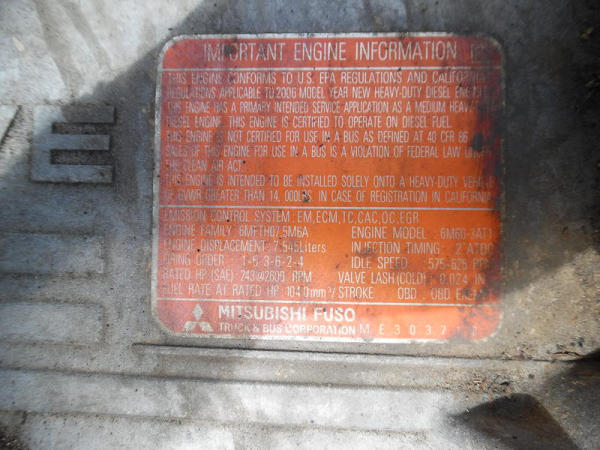 IMPORTANT ENGINE INFORMATION
THIS ENGINE CONFORMS TO U.S. EPA REGULATIONS AND CALIFORNIA
REGULATIONS APPLICABLE TO 2006 MODEL YEAR NEW HEAVY-DUTY DIESEL
THIS ENGINE HAS A PRIMARY INTENDED SERVICE APPLICATION AS A MEDIUM HEAVY
DIESEL ENGINE. THIS ENGINE IS CERTIFIED TO OPERATE ON DIESEL FUEL.
THIS ENGINE IS NOT CERTIFIED FOR USE IN A BUS AS DEFINED AT 40 CFR 86
SALES OF THIS ENGINE FOR USE IN A BUS IS A VIOLATION OF FEDERAL LAW
THE CLEAN AIR ACT.
THIS ENGINE IS INTENDED TO BE INSTALLED SOLELY ONTO A HEAVY-DUTY
OF GVWR GREATER THAN 14,000LBS. IN CASE OF REGISTRATION IN CALIFORNIA
EMISSION CONTROL SYSTEM : EM, ECM, TC, CAC, OC, EGR
ENGINE FAMILY : 6MFTH07.5M6A ENGINE MODEL : 6M60-3AT1
ENGINE DISPLACEMENT : 7.545Liters INJECTION TIMING : 2°ATDC
FIRING ORDER : 1-5-3-6-2-4 IDLE SPEED : 575-625
RATED HP (SAE) : 243@2600 RPM VALVE LASH (COLD) : 0.024 IN
FUEL RATE AT RATED HP : 104.0mm³/STROKE OBD : OBD
MITSUBISHI FUSO
TRUCK & BUS CORPORATION M E 3 0 3 7
E